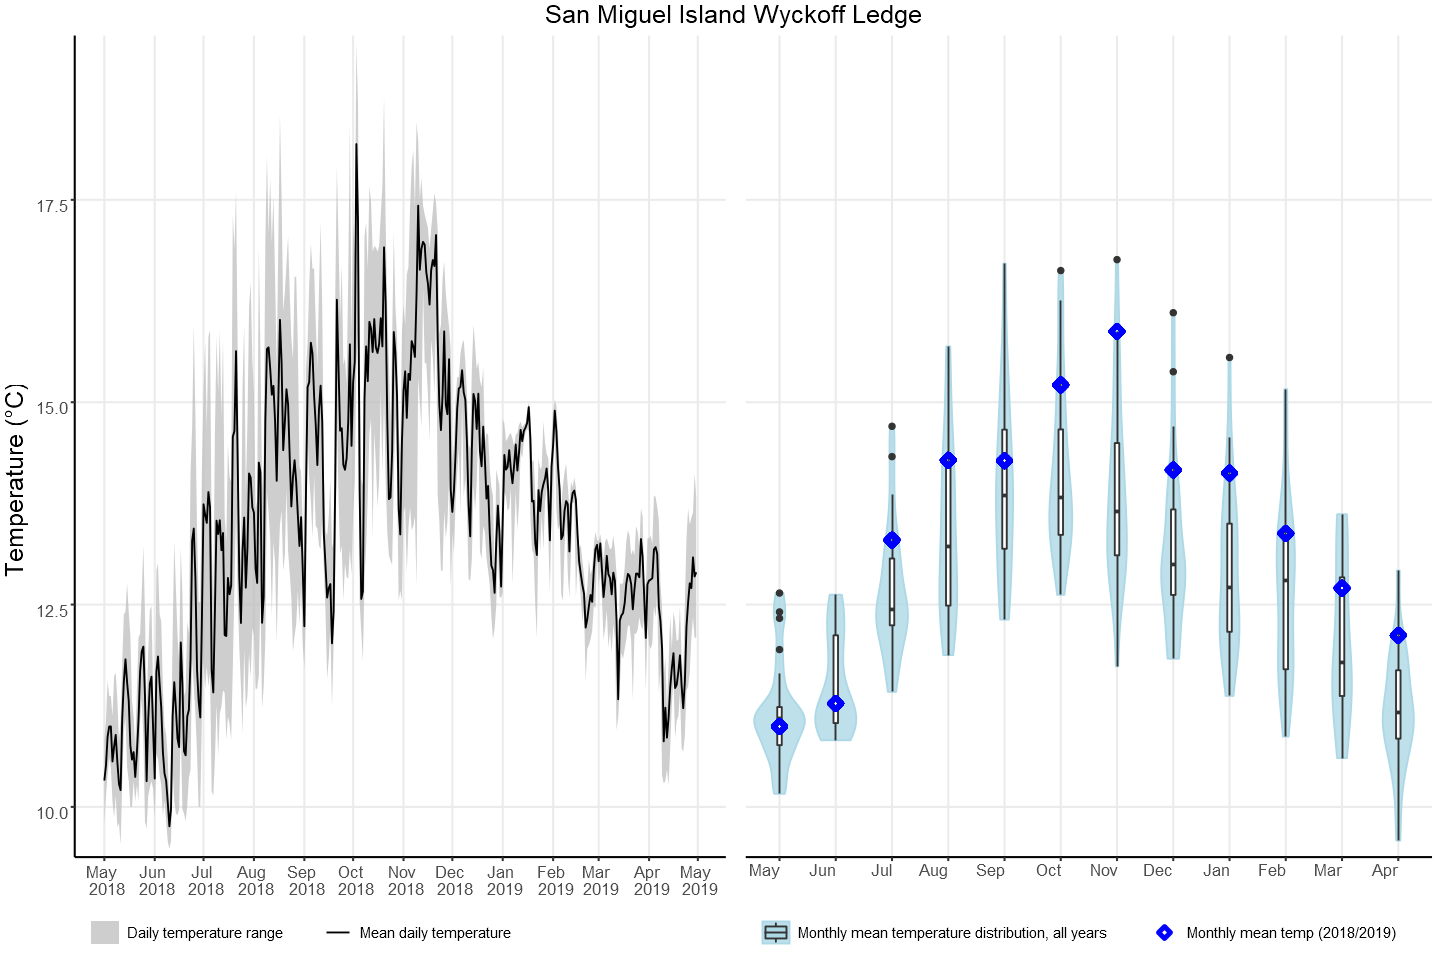 San Miguel Island Wyckoff Ledge
Temperature (°C)
17.5
15.0
12.5
10.0
May Jun Jul Aug Sep Oct Nov Dec Jan Feb Mar Apr May
2018 2018 2018 2018 2018 2018 2018 2018 2019 2019 2019 2019 2019
May Jun Jul Aug Sep Oct Nov Dec Jan Feb Mar Apr
Daily temperature range
Mean daily temperature
Monthly mean temperature distribution, all years
Monthly mean temp (2018/2019)